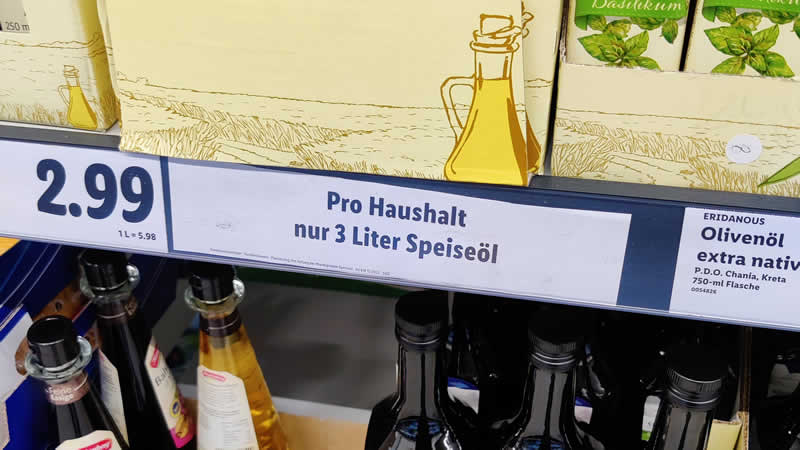 250 m
Basilikum
2.99
1 L = 5.98
Pro Haushalt
nur 3 Liter Speiseöl
ERIDANOUS
Olivenöl
extra nativ
P.D.O. Chania, Kreta
750-ml Flasche
0054826